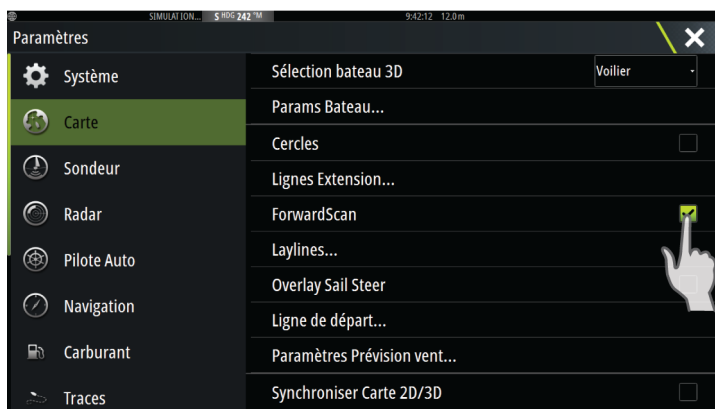 SIMULATION... S HDG 242 °M 9:42:12 12.0 m
Paramètres
Système
Carte
Sondeur
Radar
Pilote Auto
Navigation
Carburant
Traces
Sélection bateau 3D Voilier
Params Bateau...
Cercles
Lignes Extension...
ForwardScan
Laylines...
Overlay Sail Steer
Ligne de départ...
Paramètres Prévision vent...
Synchroniser Carte 2D/3D